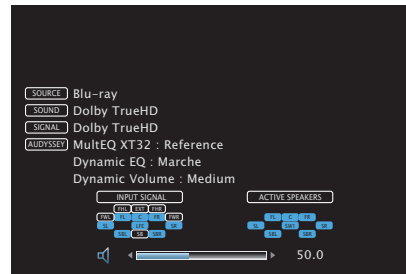 SOURCE Blu-ray
SOUND Dolby TrueHD
SIGNAL Dolby TrueHD
AUDYSSEY MultEQ XT32 : Reference
Dynamic EQ : Marche
Dynamic Volume : Medium
INPUT SIGNAL ACTIVE SPEAKERS
FHL EXT FHR
FWL FL C FR FWR FL C FR
SL LFE SR SL SW1 SR
SBL SB SBR SBL SBR
50.0